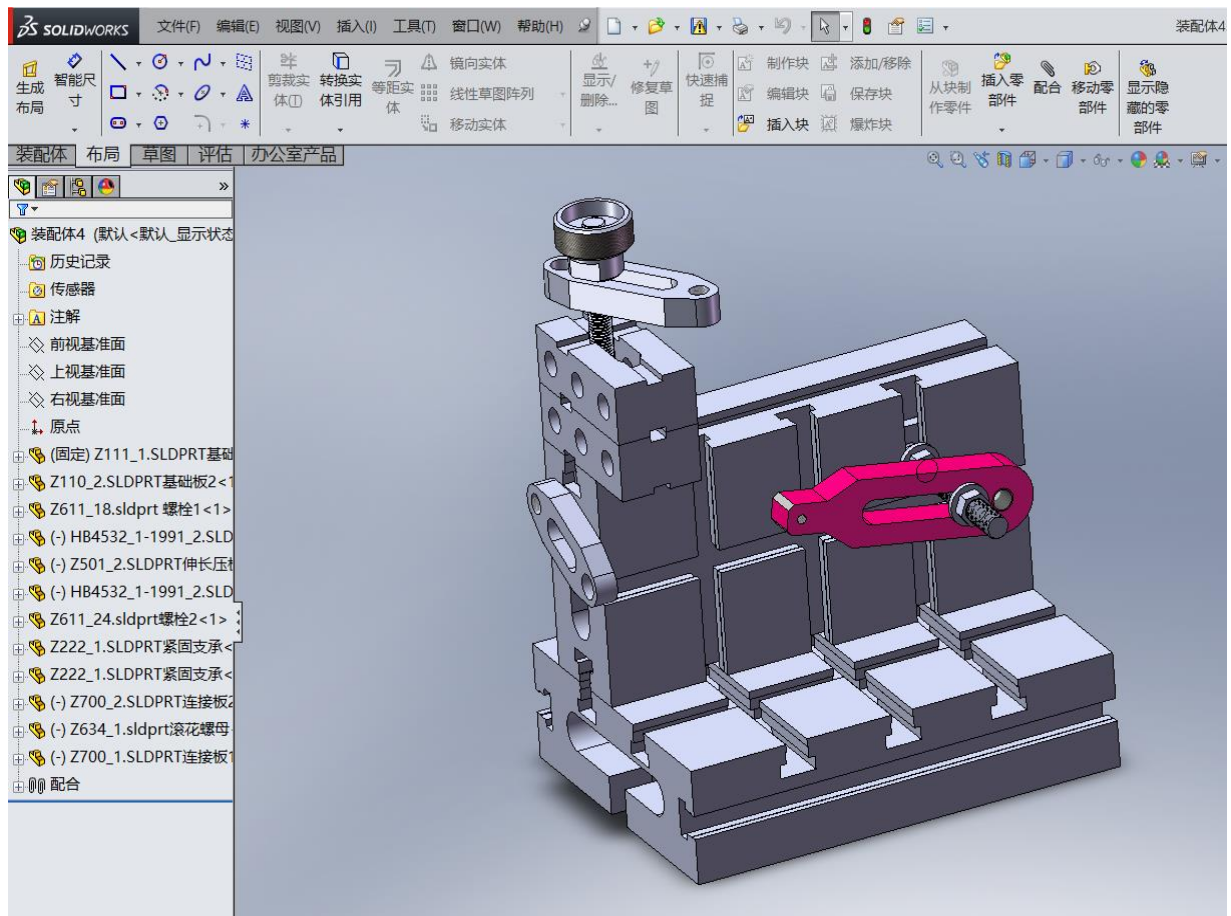 SOLIDWORKS 文件(F) 编辑(E) 视图(V) 插入(I) 工具(T) 窗口(W) 帮助(H) 装配体4
生成布局 智能尺寸 剪裁实体(T) 转换实体引用 等距实体 镜向实体 线性草图阵列 移动实体 显示/删除... 修复草图 快速捕捉 制作块 编辑块 插入块 添加/移除 保存块 爆炸块 从块制作零件 插入零部件 配合 移动零部件 显示隐藏的零部件
装配体 布局 草图 评估 办公室产品
装配体4 (默认<默认_显示状态
历史记录
传感器
注解
前视基准面
上视基准面
右视基准面
原点
(固定) Z111_1.SLDPRT基础
Z110_2.SLDPRT基础板2<1
Z611_18.sldprt 螺栓1<1>
(-) HB4532_1-1991_2.SLD
(-) Z501_2.SLDPRT伸长压板
(-) HB4532_1-1991_2.SLD
Z611_24.sldprt螺栓2<1>
Z222_1.SLDPRT紧固支承<
Z222_1.SLDPRT紧固支承<
(-) Z700_2.SLDPRT连接板2
(-) Z634_1.sldprt滚花螺母
(-) Z700_1.SLDPRT连接板1
配合